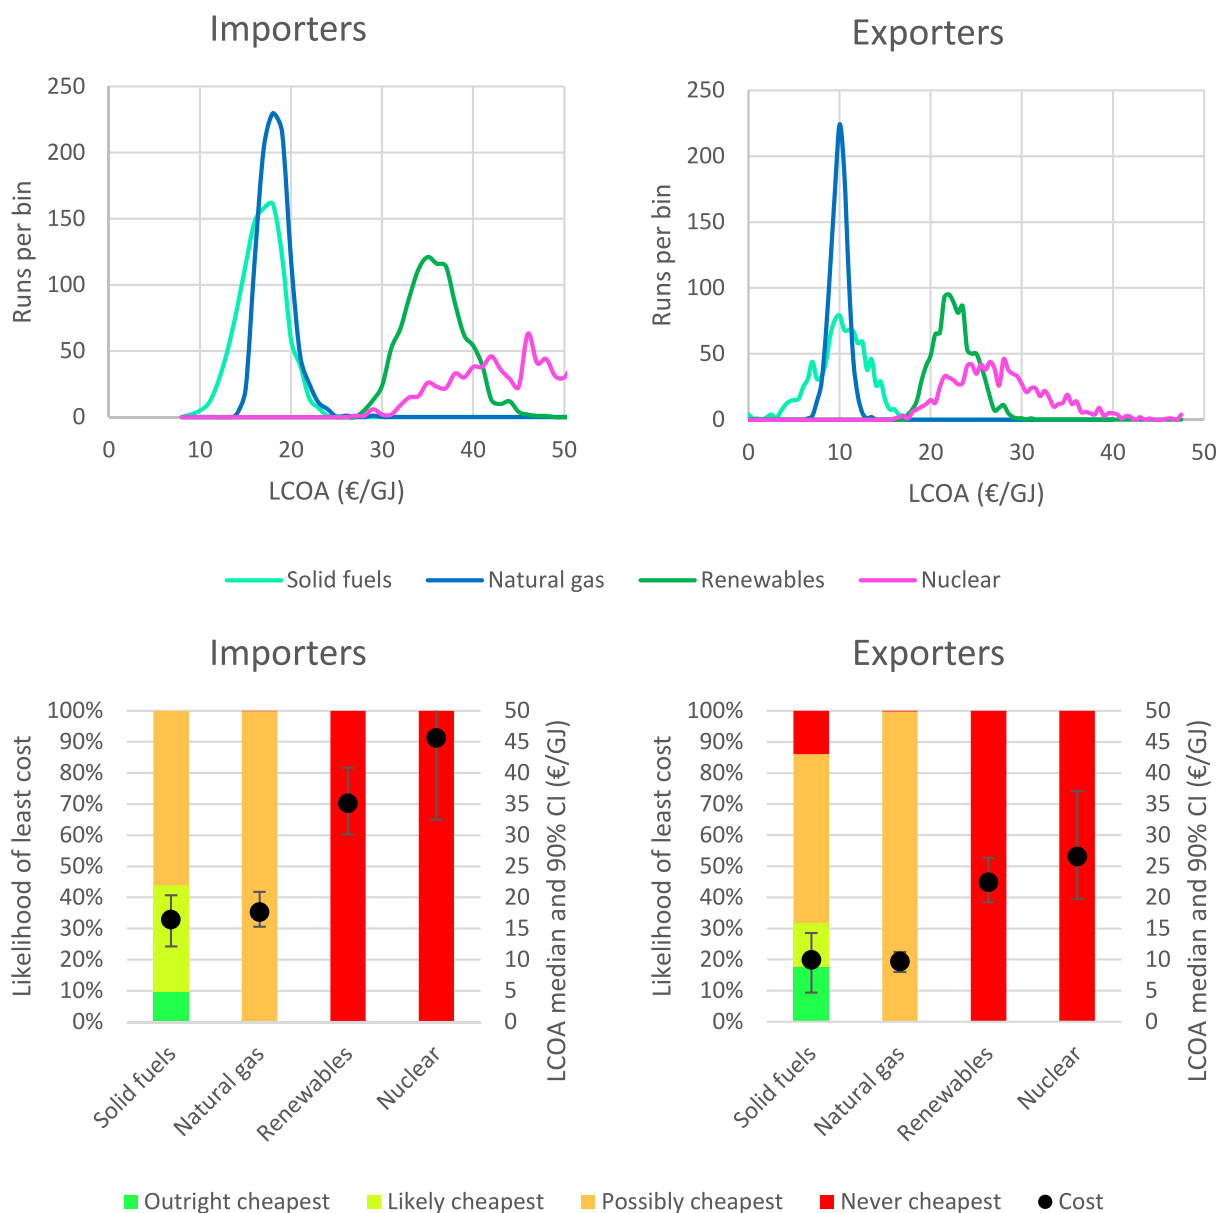 Importers
Exporters
Runs per bin
250
200
150
100
50
0
0 10 20 30 40 50
LCOA (€/GJ)
Runs per bin
250
200
150
100
50
0
0 10 20 30 40 50
LCOA (€/GJ)
Solid fuels Natural gas Renewables Nuclear
Importers
Exporters
Likelihood of least cost
100%
90%
80%
70%
60%
50%
40%
30%
20%
10%
0%
50
45
40
35
30
25
20
15
10
5
0
LCOA median and 90% CI (€/GJ)
Solid fuels
Natural gas
Renewables
Nuclear
Likelihood of least cost
100%
90%
80%
70%
60%
50%
40%
30%
20%
10%
0%
50
45
40
35
30
25
20
15
10
5
0
LCOA median and 90% CI (€/GJ)
Solid fuels
Natural gas
Renewables
Nuclear
Outright cheapest Likely cheapest Possibly cheapest Never cheapest Cost